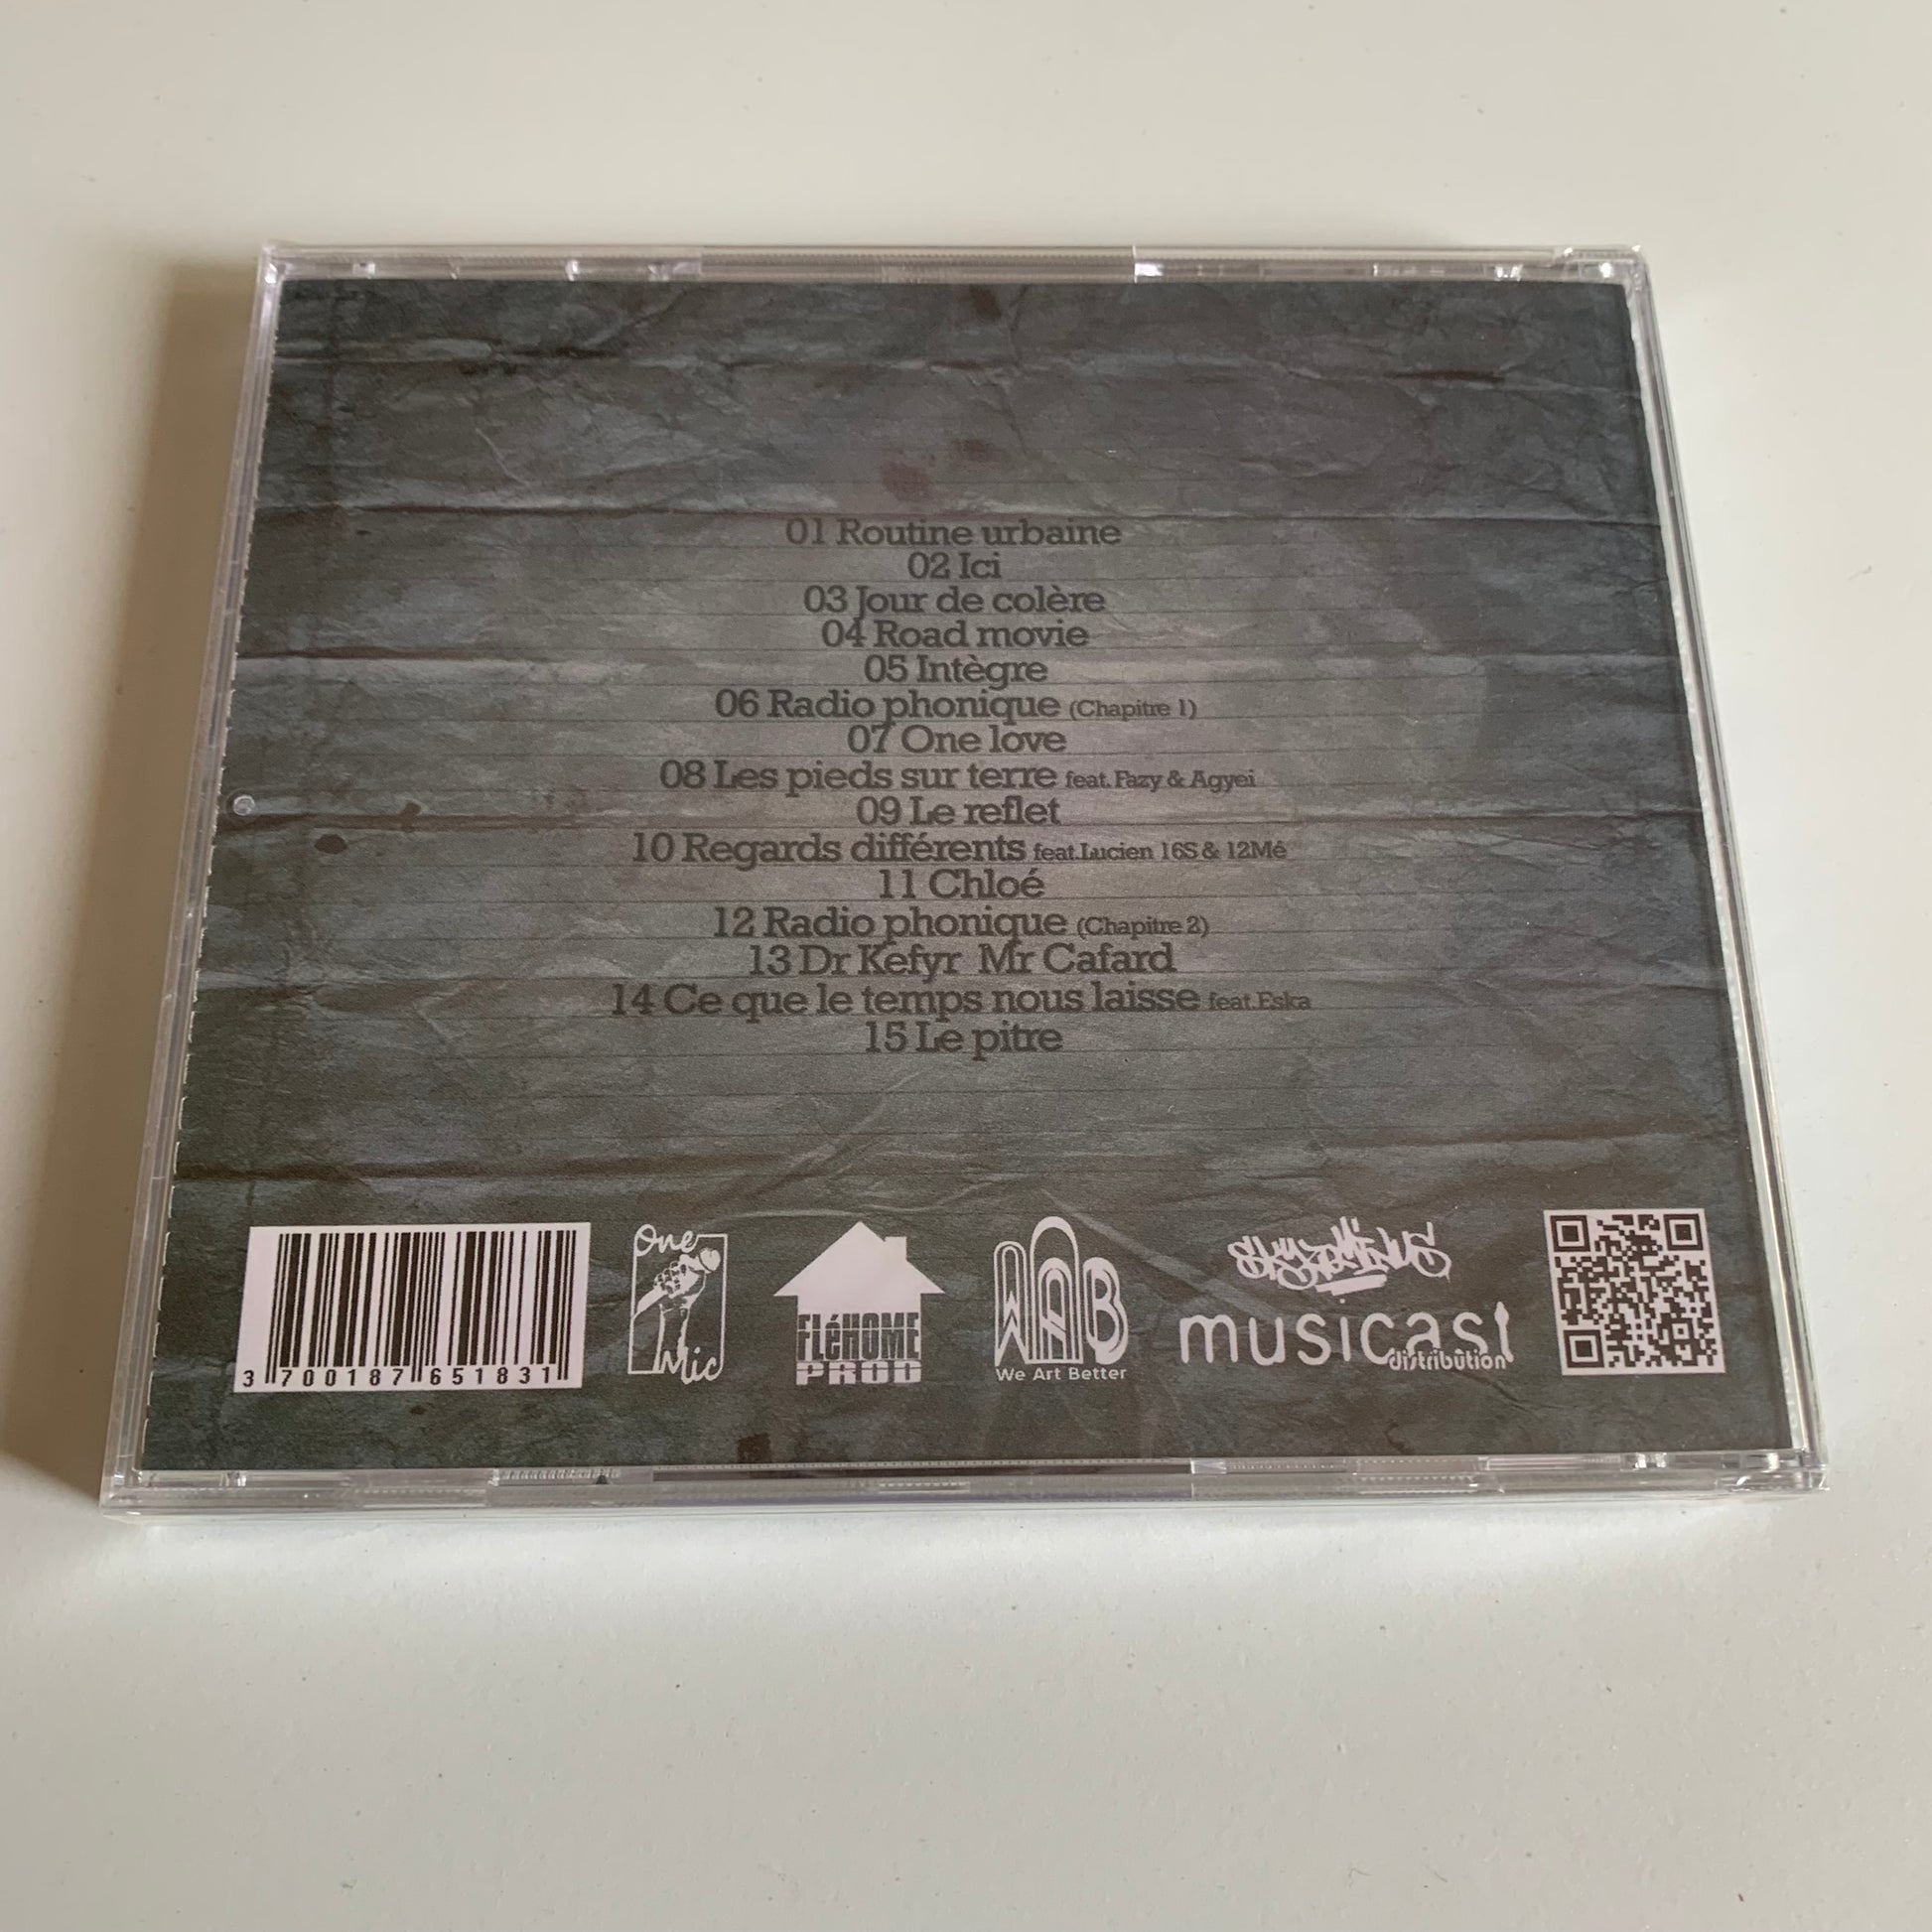 01 Routine urbaine
02 Ici
03 Jour de colère
04 Road movie
05 Intègre
06 Radio phonique (Chapitre 1)
07 One love
08 Les pieds sur terre feat. Fazy & Agyei
09 Le reflet
10 Regards différents feat.Lucien 16S & 12Mé
11 Chloé
12 Radio phonique (Chapitre 2)
13 Dr Kefyr Mr Cafard
14 Ce que le temps nous laisse feat.Eska
15 Le pitre
3 700187 651831
One
Mic
FLéHOME
PROD
WAB
We Art Better
SKYZOMINUS
musicast
distribûtion